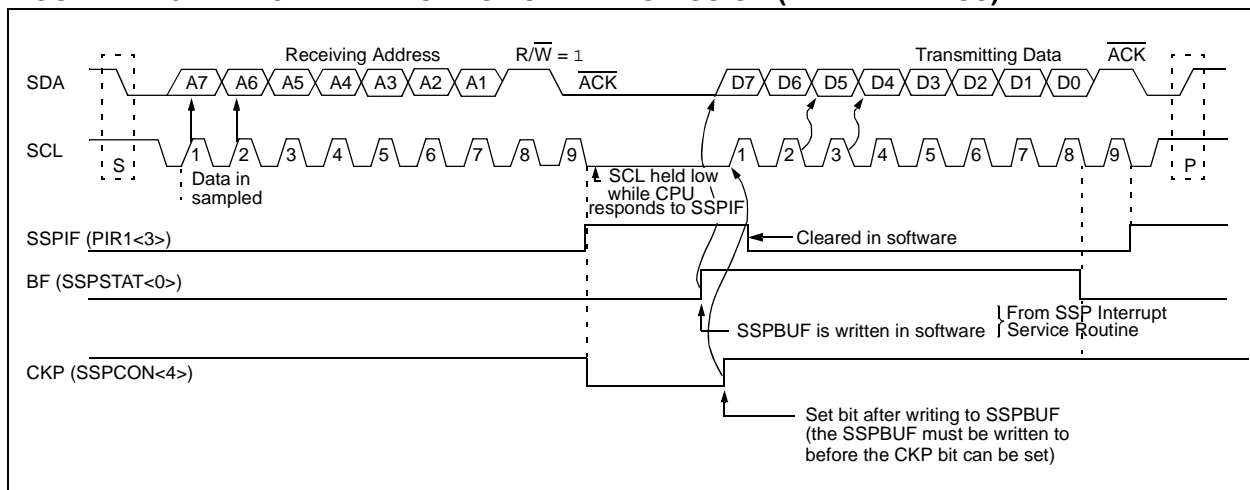 Receiving Address R/W = 1 Transmitting Data ACK
SDA A7 A6 A5 A4 A3 A2 A1 ACK D7 D6 D5 D4 D3 D2 D1 D0
SCL 1 2 3 4 5 6 7 8 9 1 2 3 4 5 6 7 8 9
S P
Data in
sampled
SCL held low
while CPU
responds to SSPIF
SSPIF (PIR1<3>)
Cleared in software
BF (SSPSTAT<0>)
SSPBUF is written in software
From SSP Interrupt
Service Routine
CKP (SSPCON<4>)
Set bit after writing to SSPBUF
(the SSPBUF must be written to
before the CKP bit can be set)